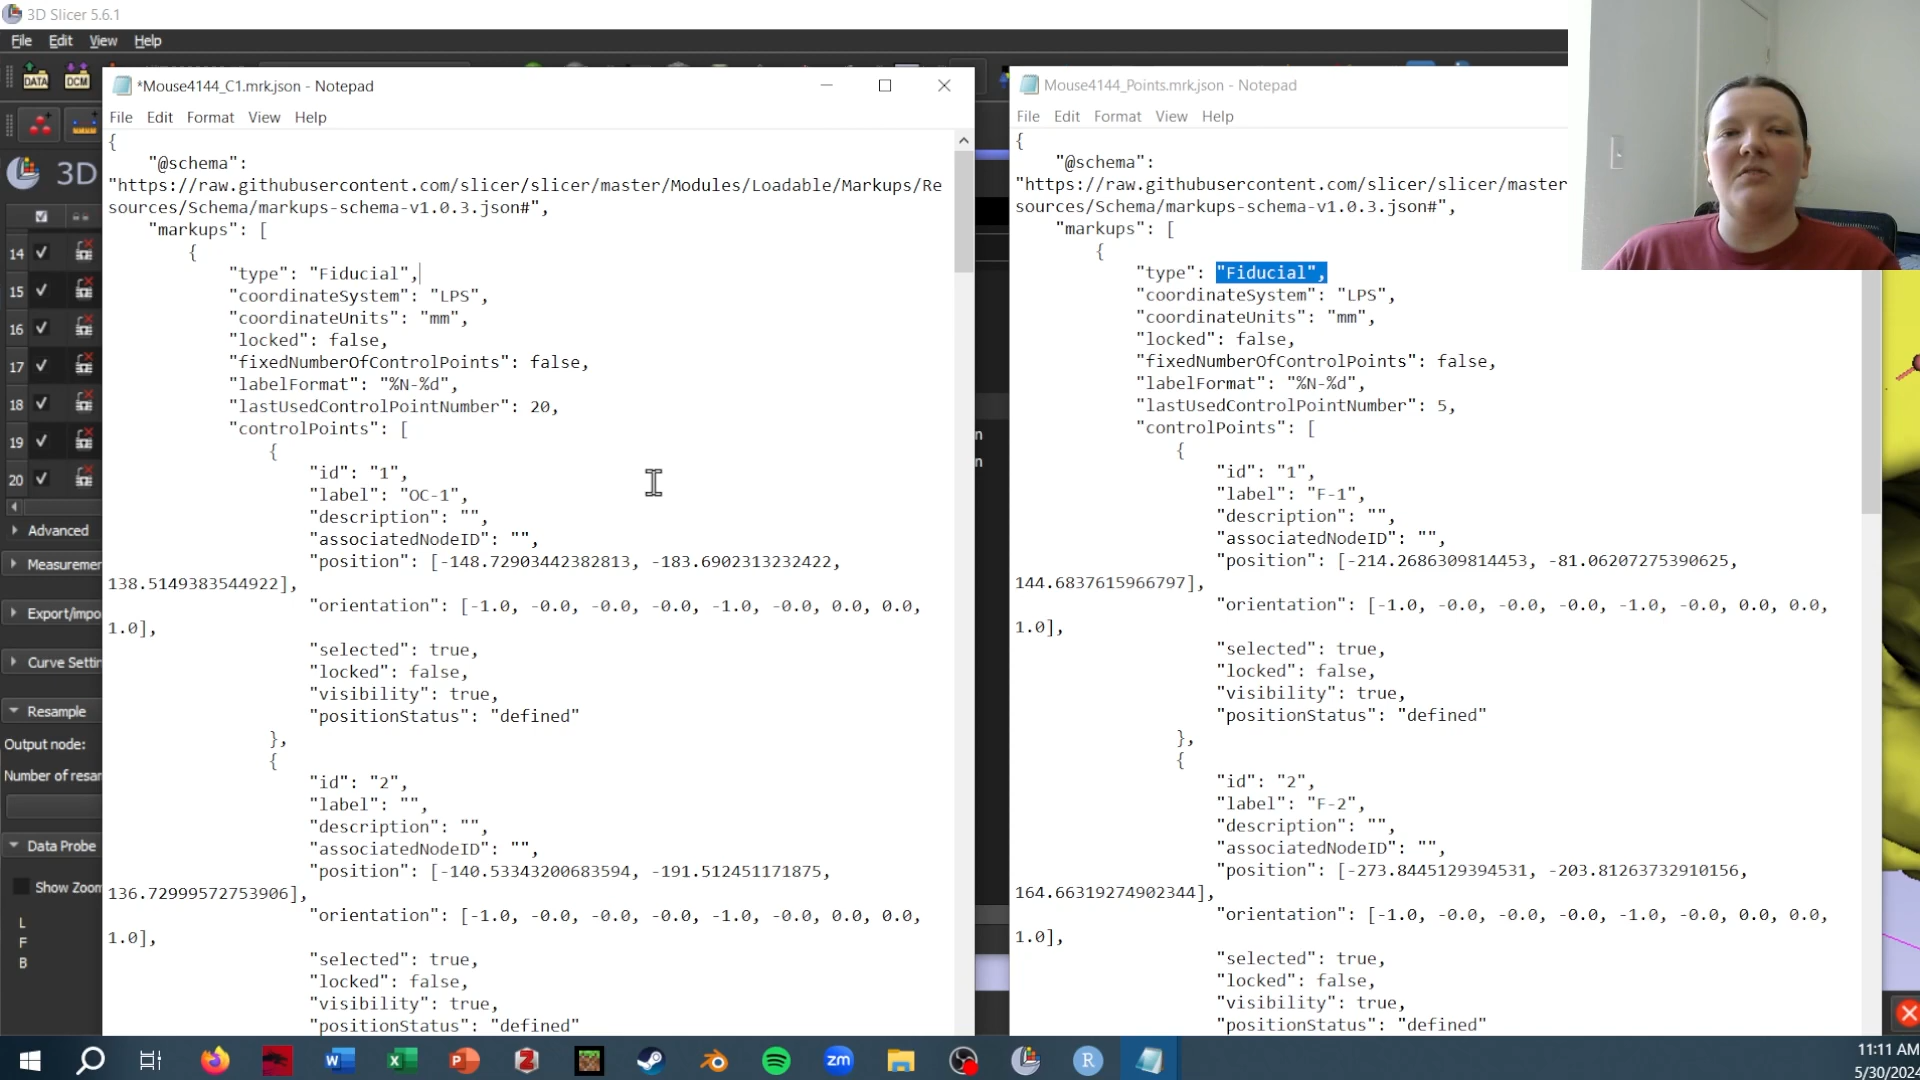 3D Slicer 5.6.1
File Edit View Help
DATA DCM
3D
14
15
16
17
18
19
20
Advanced
Measuremer
Export/impo
Curve Settin
Resample
Output node:
Number of resar
Data Probe
Show Zoom
L
F
B
*Mouse4144_C1.mrk.json - Notepad
File Edit Format View Help
{
"@schema":
"https://raw.githubusercontent.com/slicer/slicer/master/Modules/Loadable/Markups/Re
sources/Schema/markups-schema-v1.0.3.json#",
"markups": [
{
"type": "Fiducial",
"coordinateSystem": "LPS",
"coordinateUnits": "mm",
"locked": false,
"fixedNumberOfControlPoints": false,
"labelFormat": "%N-%d",
"lastUsedControlPointNumber": 20,
"controlPoints": [
{
"id": "1",
"label": "OC-1",
"description": "",
"associatedNodeID": "",
"position": [-148.72903442382813, -183.6902313232422,
138.5149383544922],
"orientation": [-1.0, -0.0, -0.0, -0.0, -1.0, -0.0, 0.0, 0.0,
1.0],
"selected": true,
"locked": false,
"visibility": true,
"positionStatus": "defined"
},
{
"id": "2",
"label": "",
"description": "",
"associatedNodeID": "",
"position": [-140.53343200683594, -191.512451171875,
136.72999572753906],
"orientation": [-1.0, -0.0, -0.0, -0.0, -1.0, -0.0, 0.0, 0.0,
1.0],
"selected": true,
"locked": false,
"visibility": true,
"positionStatus": "defined"
Mouse4144_Points.mrk.json - Notepad
File Edit Format View Help
{
"@schema":
"https://raw.githubusercontent.com/slicer/slicer/master
sources/Schema/markups-schema-v1.0.3.json#",
"markups": [
{
"type": "Fiducial",
"coordinateSystem": "LPS",
"coordinateUnits": "mm",
"locked": false,
"fixedNumberOfControlPoints": false,
"labelFormat": "%N-%d",
"lastUsedControlPointNumber": 5,
"controlPoints": [
{
"id": "1",
"label": "F-1",
"description": "",
"associatedNodeID": "",
"position": [-214.2686309814453, -81.06207275390625,
144.6837615966797],
"orientation": [-1.0, -0.0, -0.0, -0.0, -1.0, -0.0, 0.0, 0.0,
1.0],
"selected": true,
"locked": false,
"visibility": true,
"positionStatus": "defined"
},
{
"id": "2",
"label": "F-2",
"description": "",
"associatedNodeID": "",
"position": [-273.8445129394531, -203.81263732910156,
164.66319274902344],
"orientation": [-1.0, -0.0, -0.0, -0.0, -1.0, -0.0, 0.0, 0.0,
1.0],
"selected": true,
"locked": false,
"visibility": true,
"positionStatus": "defined"
zm
R
11:11 AM
5/30/2024